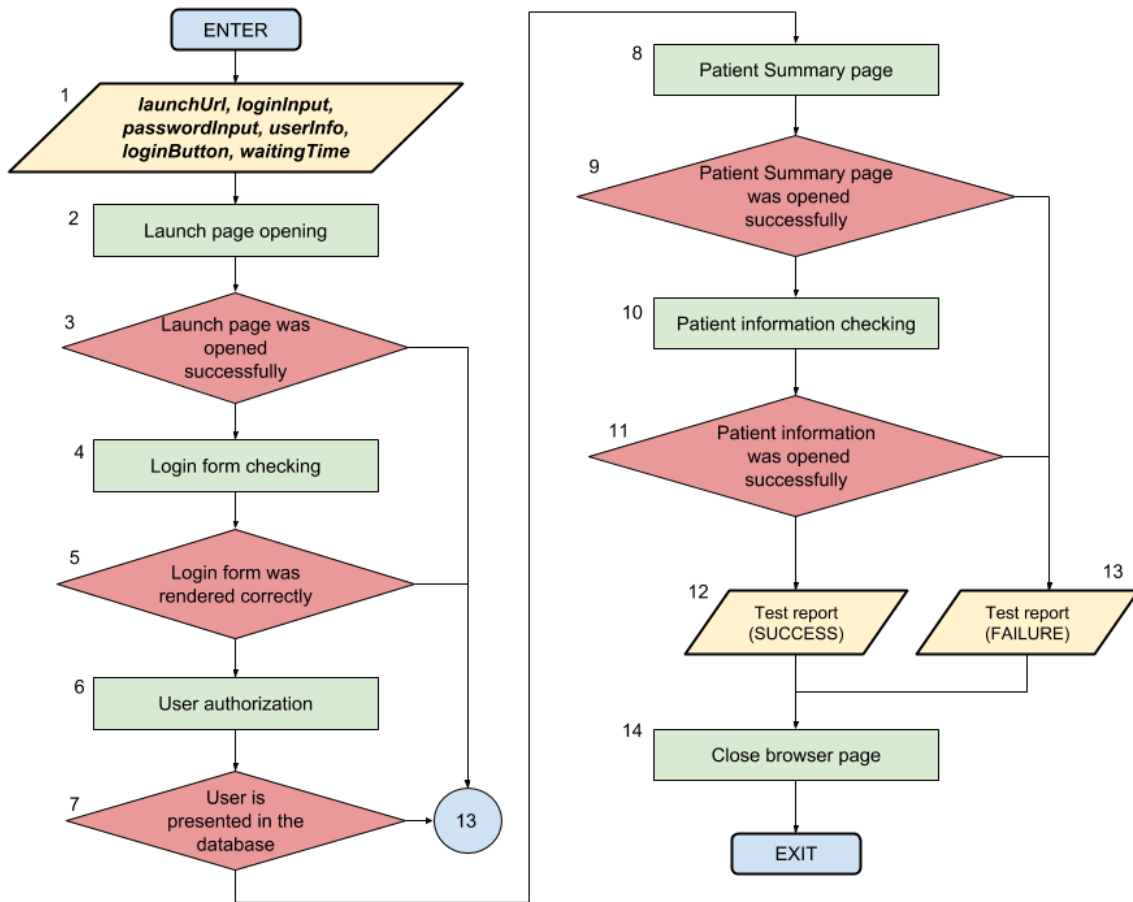 ENTER
1
launchUrl, loginInput,
passwordInput, userInfo,
loginButton, waitingTime
2
Launch page opening
3
Launch page was
opened
successfully
4
Login form checking
5
Login form was
rendered correctly
6
User authorization
7
User is
presented in the
database
13
8
Patient Summary page
9
Patient Summary page
was opened
successfully
10
Patient information checking
11
Patient information
was opened
successfully
12
Test report
(SUCCESS)
13
Test report
(FAILURE)
14
Close browser page
EXIT